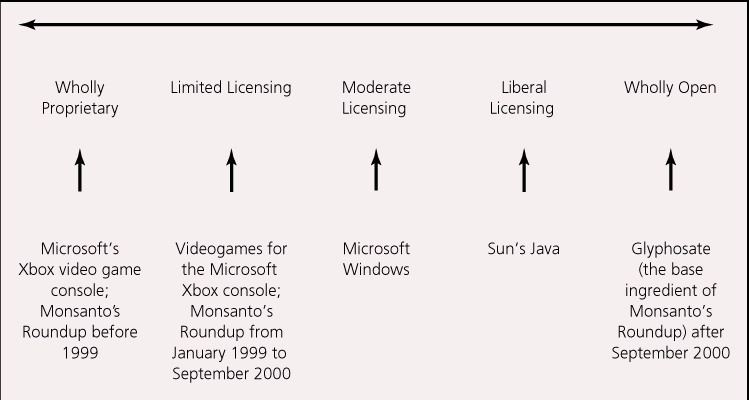 Wholly
Proprietary
Limited Licensing
Moderate
Licensing
Liberal
Licensing
Wholly Open
Microsoft's
Xbox video game
console;
Monsanto's
Roundup before
1999
Videogames for
the Microsoft
Xbox console;
Monsanto's
Roundup from
January 1999 to
September 2000
Microsoft
Windows
Sun's Java
Glyphosate
(the base
ingredient of
Monsanto's
Roundup) after
September 2000